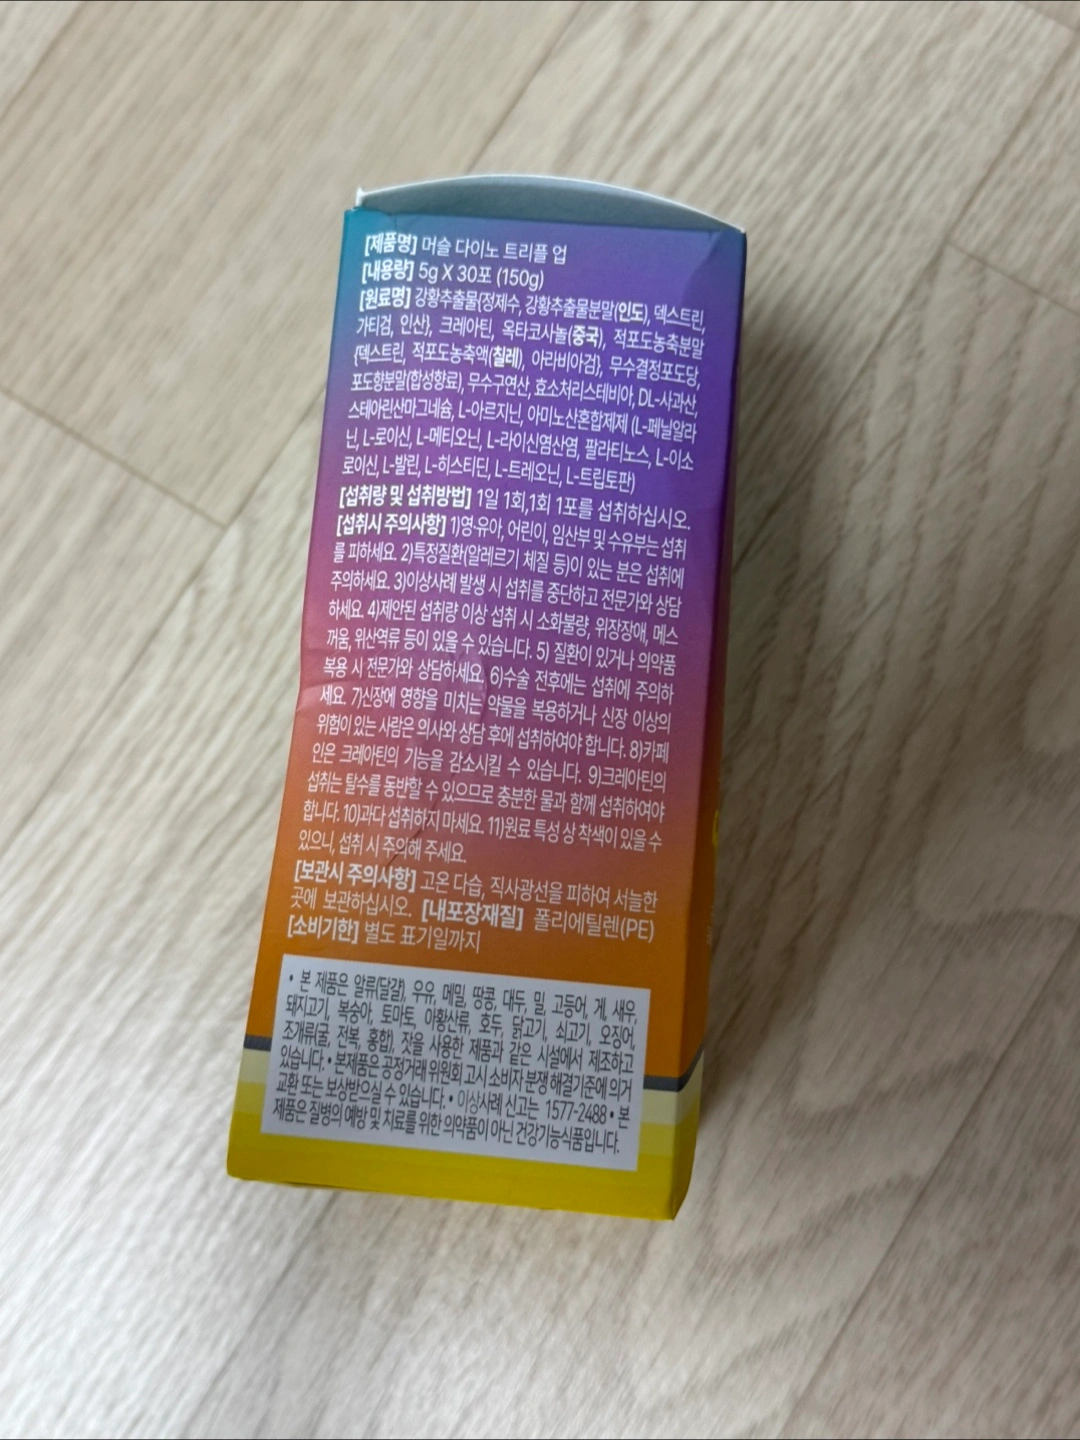 [제품명] 머슬 다이노 트리플 업
[내용량] 5g X 30포 (150g)
[원료명] 강황추출물{정제수, 강황추출물분말(인도), 덱스트린,
가티검, 인산}, 크레아틴, 옥타코사놀(중국), 적포도농축분말
{덱스트린, 적포도농축액(칠레), 아라비아검}, 무수결정포도당,
포도향분말(합성향료), 무수구연산, 효소처리스테비아, DL-사과산,
스테아린산마그네슘, L-아르지닌, 아미노산혼합제제 (L-페닐알라
닌, L-로이신, L-메티오닌, L-라이신염산염, 팔라티노스, L-이소
로이신, L-발린, L-히스티딘, L-트레오닌, L-트립토판)
[섭취량 및 섭취방법] 1일 1회,1회 1포를 섭취하십시오.
[섭취시 주의사항] 1)영·유아, 어린이, 임산부 및 수유부는 섭취
를 피하세요. 2)특정질환(알레르기 체질 등)이 있는 분은 섭취에
주의하세요. 3)이상사례 발생 시 섭취를 중단하고 전문가와 상담
하세요. 4)제안된 섭취량 이상 섭취 시 소화불량, 위장장애, 메스
꺼움, 위산역류 등이 있을 수 있습니다. 5) 질환이 있거나 의약품
복용 시 전문가와 상담하세요. 6)수술 전후에는 섭취에 주의하
세요. 7)신장에 영향을 미치는 약물을 복용하거나 신장 이상의
위험이 있는 사람은 의사와 상담 후에 섭취하여야 합니다. 8)카페
인은 크레아틴의 기능을 감소시킬 수 있습니다. 9)크레아틴의
섭취는 탈수를 동반할 수 있으므로 충분한 물과 함께 섭취하여야
합니다. 10)과다 섭취하지 마세요. 11)원료 특성 상 착색이 있을 수
있으니, 섭취 시 주의해 주세요.
[보관시 주의사항] 고온 다습, 직사광선을 피하여 서늘한
곳에 보관하십시오. [내포장재질] 폴리에틸렌(PE)
[소비기한] 별도 표기일까지
• 본 제품은 알류(달걀), 우유, 메밀, 땅콩, 대두, 밀, 고등어, 게, 새우,
돼지고기, 복숭아, 토마토, 아황산류, 호두, 닭고기, 쇠고기, 오징어,
조개류(굴, 전복, 홍합), 잣을 사용한 제품과 같은 시설에서 제조하고
있습니다. • 본제품은 공정거래 위원회 고시 소비자 분쟁 해결기준에 의거
교환 또는 보상받으실 수 있습니다. • 이상사례 신고는 1577-2488 • 본
제품은 질병의 예방 및 치료를 위한 의약품이 아닌 건강기능식품입니다.